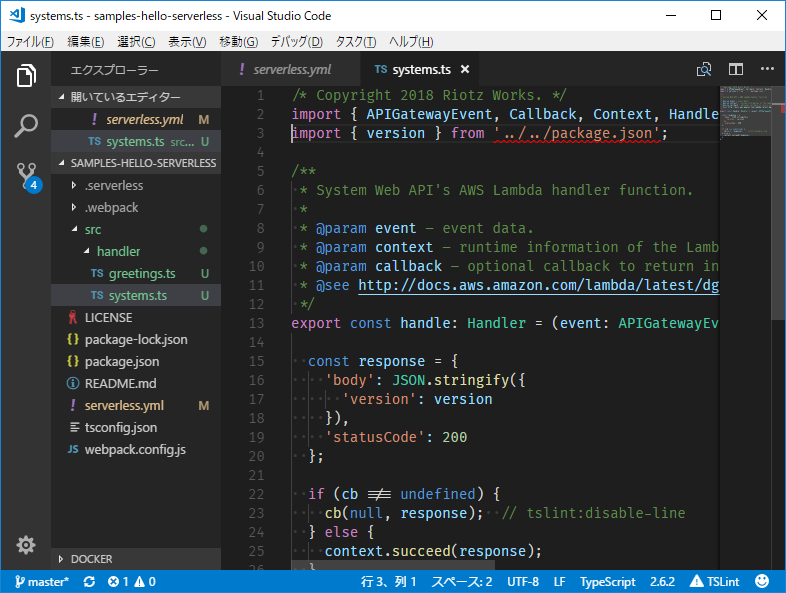 systems.ts - samples-hello-serverless - Visual Studio Code
ファイル(F) 編集(E) 選択(C) 表示(V) 移動(G) デバッグ(D) タスク(T) ヘルプ(H)
エクスプローラー
! serverless.yml TS systems.ts ×
開いているエディター
! serverless.yml M
TS systems.ts src... U
SAMPLES-HELLO-SERVERLESS
4
.serverless
.webpack
src
handler
TS greetings.ts U
TS systems.ts U
LICENSE
{} package-lock.json
{} package.json
README.md
! serverless.yml M
tsconfig.json
JS webpack.config.js
DOCKER
1 /* Copyright 2018 Riotz Works. */
2 import { APIGatewayEvent, Callback, Context, Handle
3 import { version } from '../../package.json';
4
5 /**
6 * System Web API's AWS Lambda handler function.
7 *
8 * @param event – event data.
9 * @param context – runtime information of the Lamb
10 * @param callback – optional callback to return in
11 * @see http://docs.aws.amazon.com/lambda/latest/dg
12 */
13 export const handle: Handler = (event: APIGatewayEv
14
15 const response = {
16 'body': JSON.stringify({
17 'version': version
18 }),
19 'statusCode': 200
20 };
21
22 if (cb !== undefined) {
23 cb(null, response); // tslint:disable-line
24 } else {
25 context.succeed(response);
26 }
master* 1 0 行 3、列 1 スペース: 2 UTF-8 LF TypeScript 2.6.2 TSLint